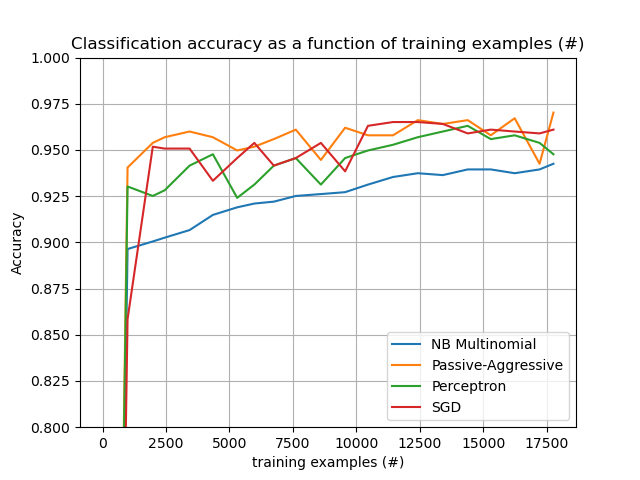 Classification accuracy as a function of training examples (#)
1.000
0.975
0.950
0.925
0.900
0.875
0.850
0.825
0.800
Accuracy
NB Multinomial
Passive-Aggressive
Perceptron
SGD
0 2500 5000 7500 10000 12500 15000 17500
training examples (#)